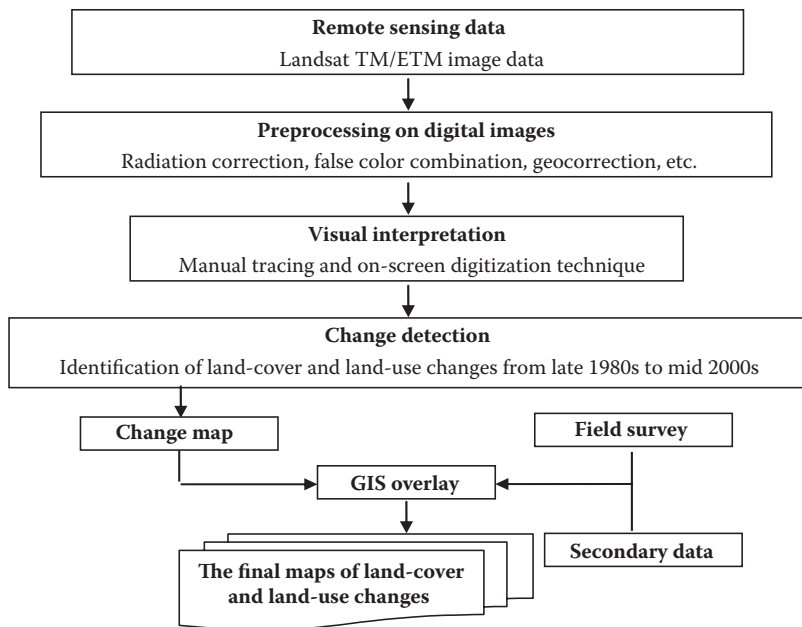 Remote sensing data
Landsat TM/ETM image data
Preprocessing on digital images
Radiation correction, false color combination, geocorrection, etc.
Visual interpretation
Manual tracing and on-screen digitization technique
Change detection
Identification of land-cover and land-use changes from late 1980s to mid 2000s
Change map
Field survey
GIS overlay
Secondary data
The final maps of land-cover
and land-use changes